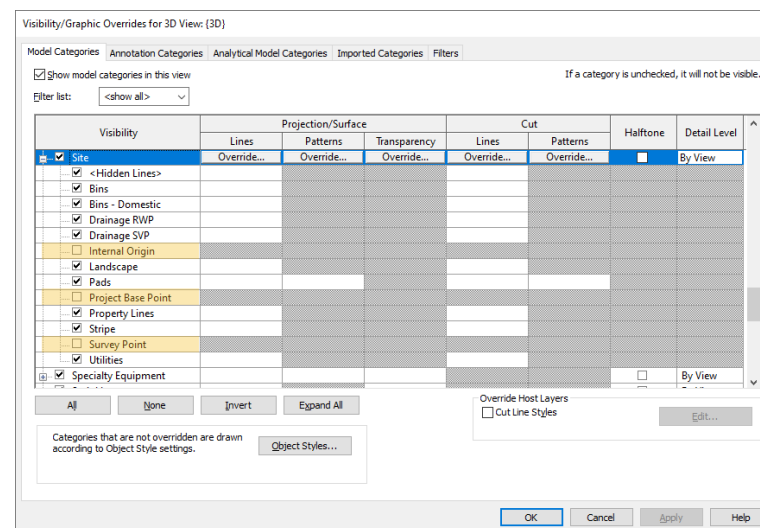 Visibility/Graphic Overrides for 3D View: {3D}
Model Categories Annotation Categories Analytical Model Categories Imported Categories Filters
Show model categories in this view
If a category is unchecked, it will not be visible.
Filter list: <show all>
Visibility Projection/Surface Cut Halftone Detail Level
Lines Patterns Transparency Lines Patterns
Site Override... Override... Override... Override... Override... By View
<Hidden Lines>
Bins
Bins - Domestic
Drainage RWP
Drainage SVP
Internal Origin
Landscape
Pads
Project Base Point
Property Lines
Stripe
Survey Point
Utilities
Specialty Equipment By View
All None Invert Expand All
Override Host Layers
Cut Line Styles
Edit...
Categories that are not overridden are drawn
according to Object Style settings.
Object Styles...
OK Cancel Apply Help